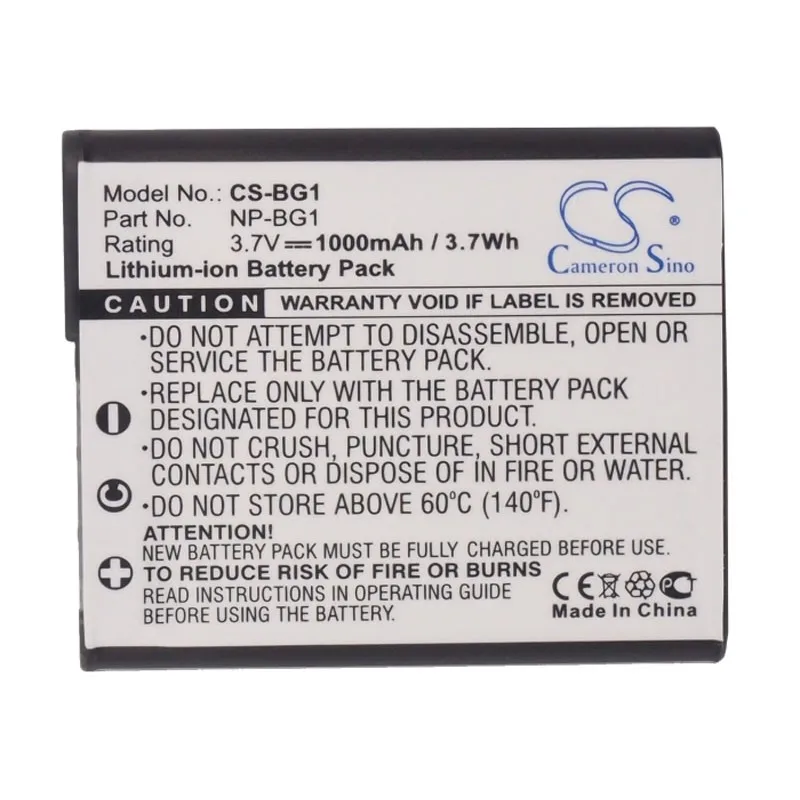 Model No.: CS-BG1
Part No. NP-BG1
Rating 3.7V⎓1000mAh / 3.7Wh
Lithium-ion Battery Pack
CS®
Cameron Sino
CAUTION WARRANTY VOID IF LABEL IS REMOVED
•DO NOT ATTEMPT TO DISASSEMBLE, OPEN OR
SERVICE THE BATTERY PACK.
•REPLACE ONLY WITH THE BATTERY PACK
DESIGNATED FOR THIS PRODUCT.
•DO NOT CRUSH, PUNCTURE, SHORT EXTERNAL
CONTACTS OR DISPOSE OF IN FIRE OR WATER.
C
•DO NOT STORE ABOVE 60°C (140°F).
ATTENTION!
NEW BATTERY PACK MUST BE FULLY CHARGED BEFORE USE.
TO REDUCE RISK OF FIRE OR BURNS
READ INSTRUCTIONS IN OPERATING GUIDE
BEFORE USING THE BATTERY.
CE PC
Made In China